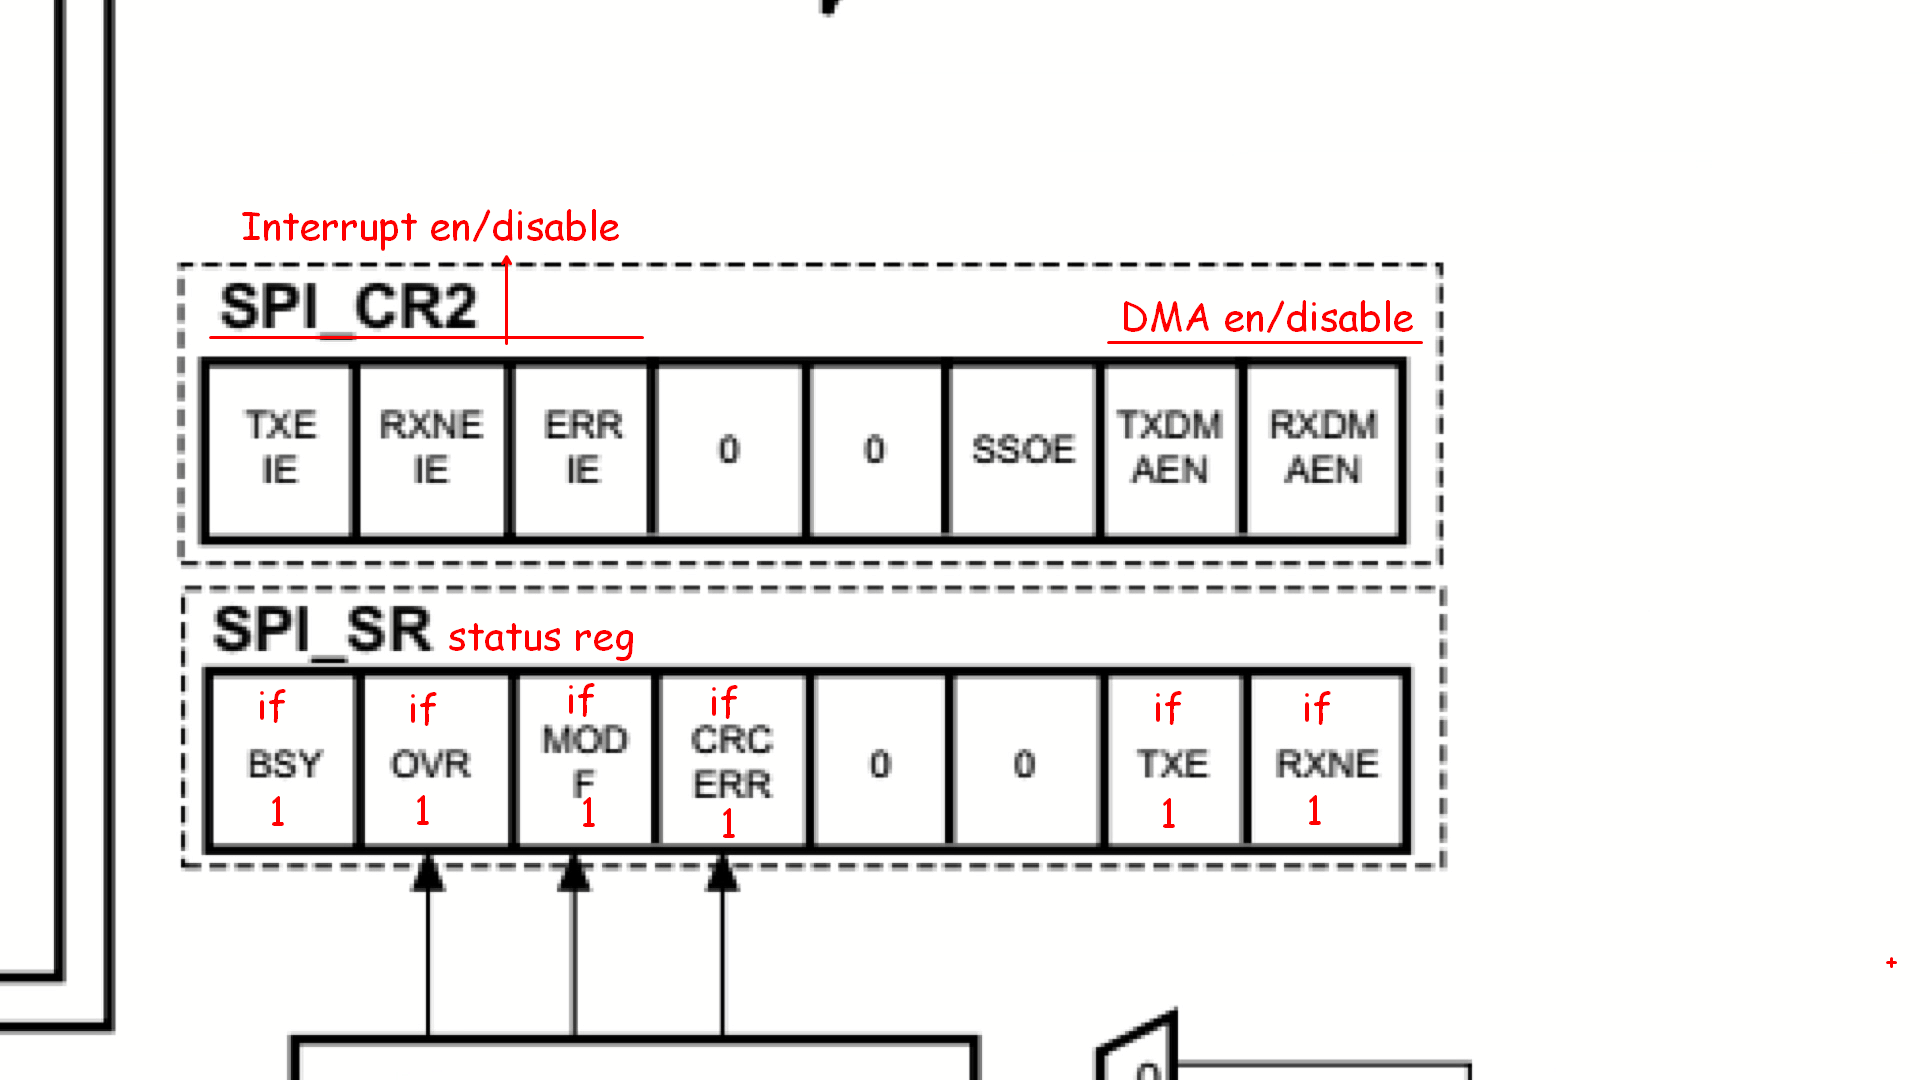 Interrupt en/disable
SPI_CR2
DMA en/disable
TXE IE
RXNE IE
ERR IE
0
0
SSOE
TXDM AEN
RXDM AEN
SPI_SR status reg
if BSY 1
if OVR 1
if MOD F 1
if CRC ERR 1
0
0
if TXE 1
if RXNE 1
0